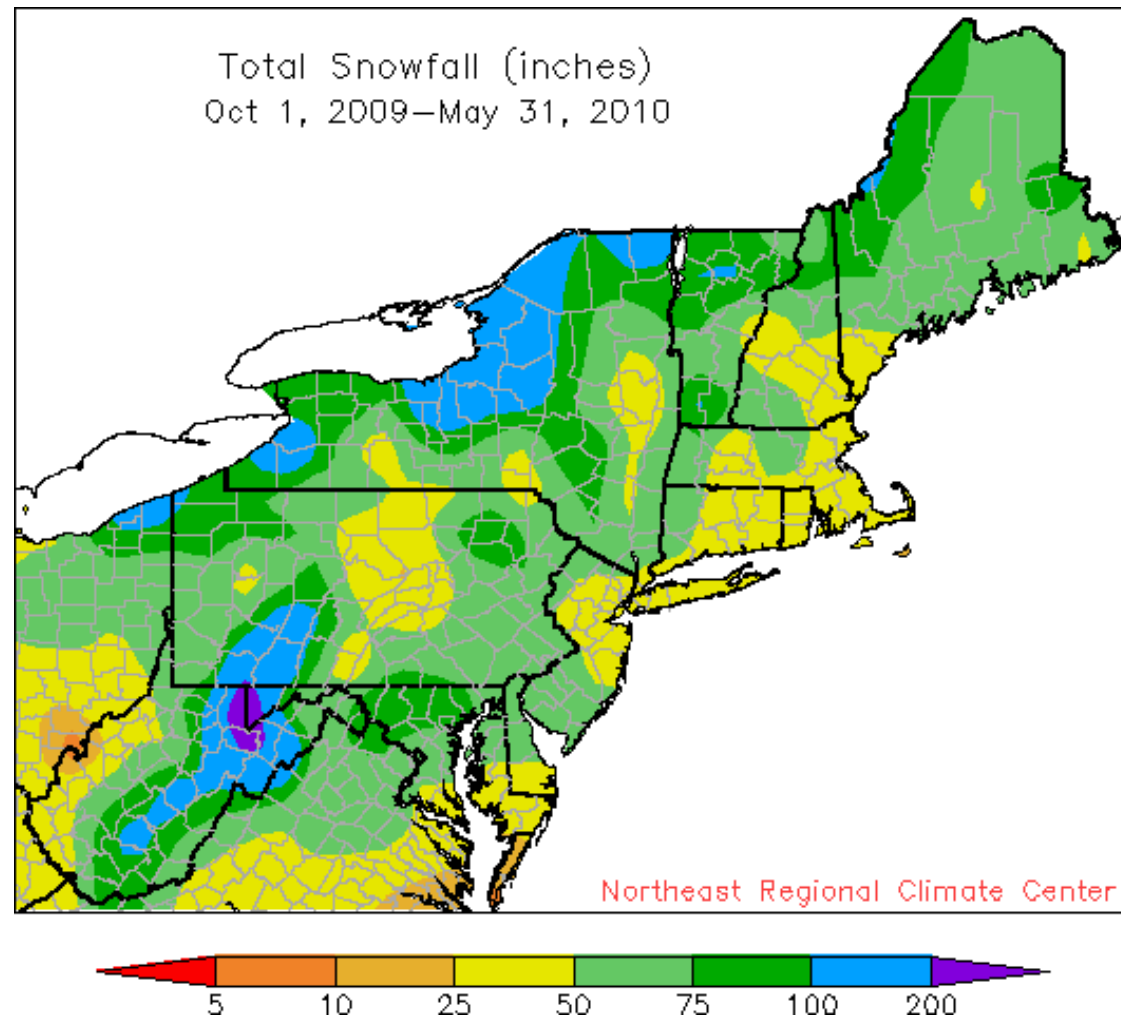 Total Snowfall (inches)
Oct 1, 2009–May 31, 2010
Northeast Regional Climate Center
5 10 25 50 75 100 200